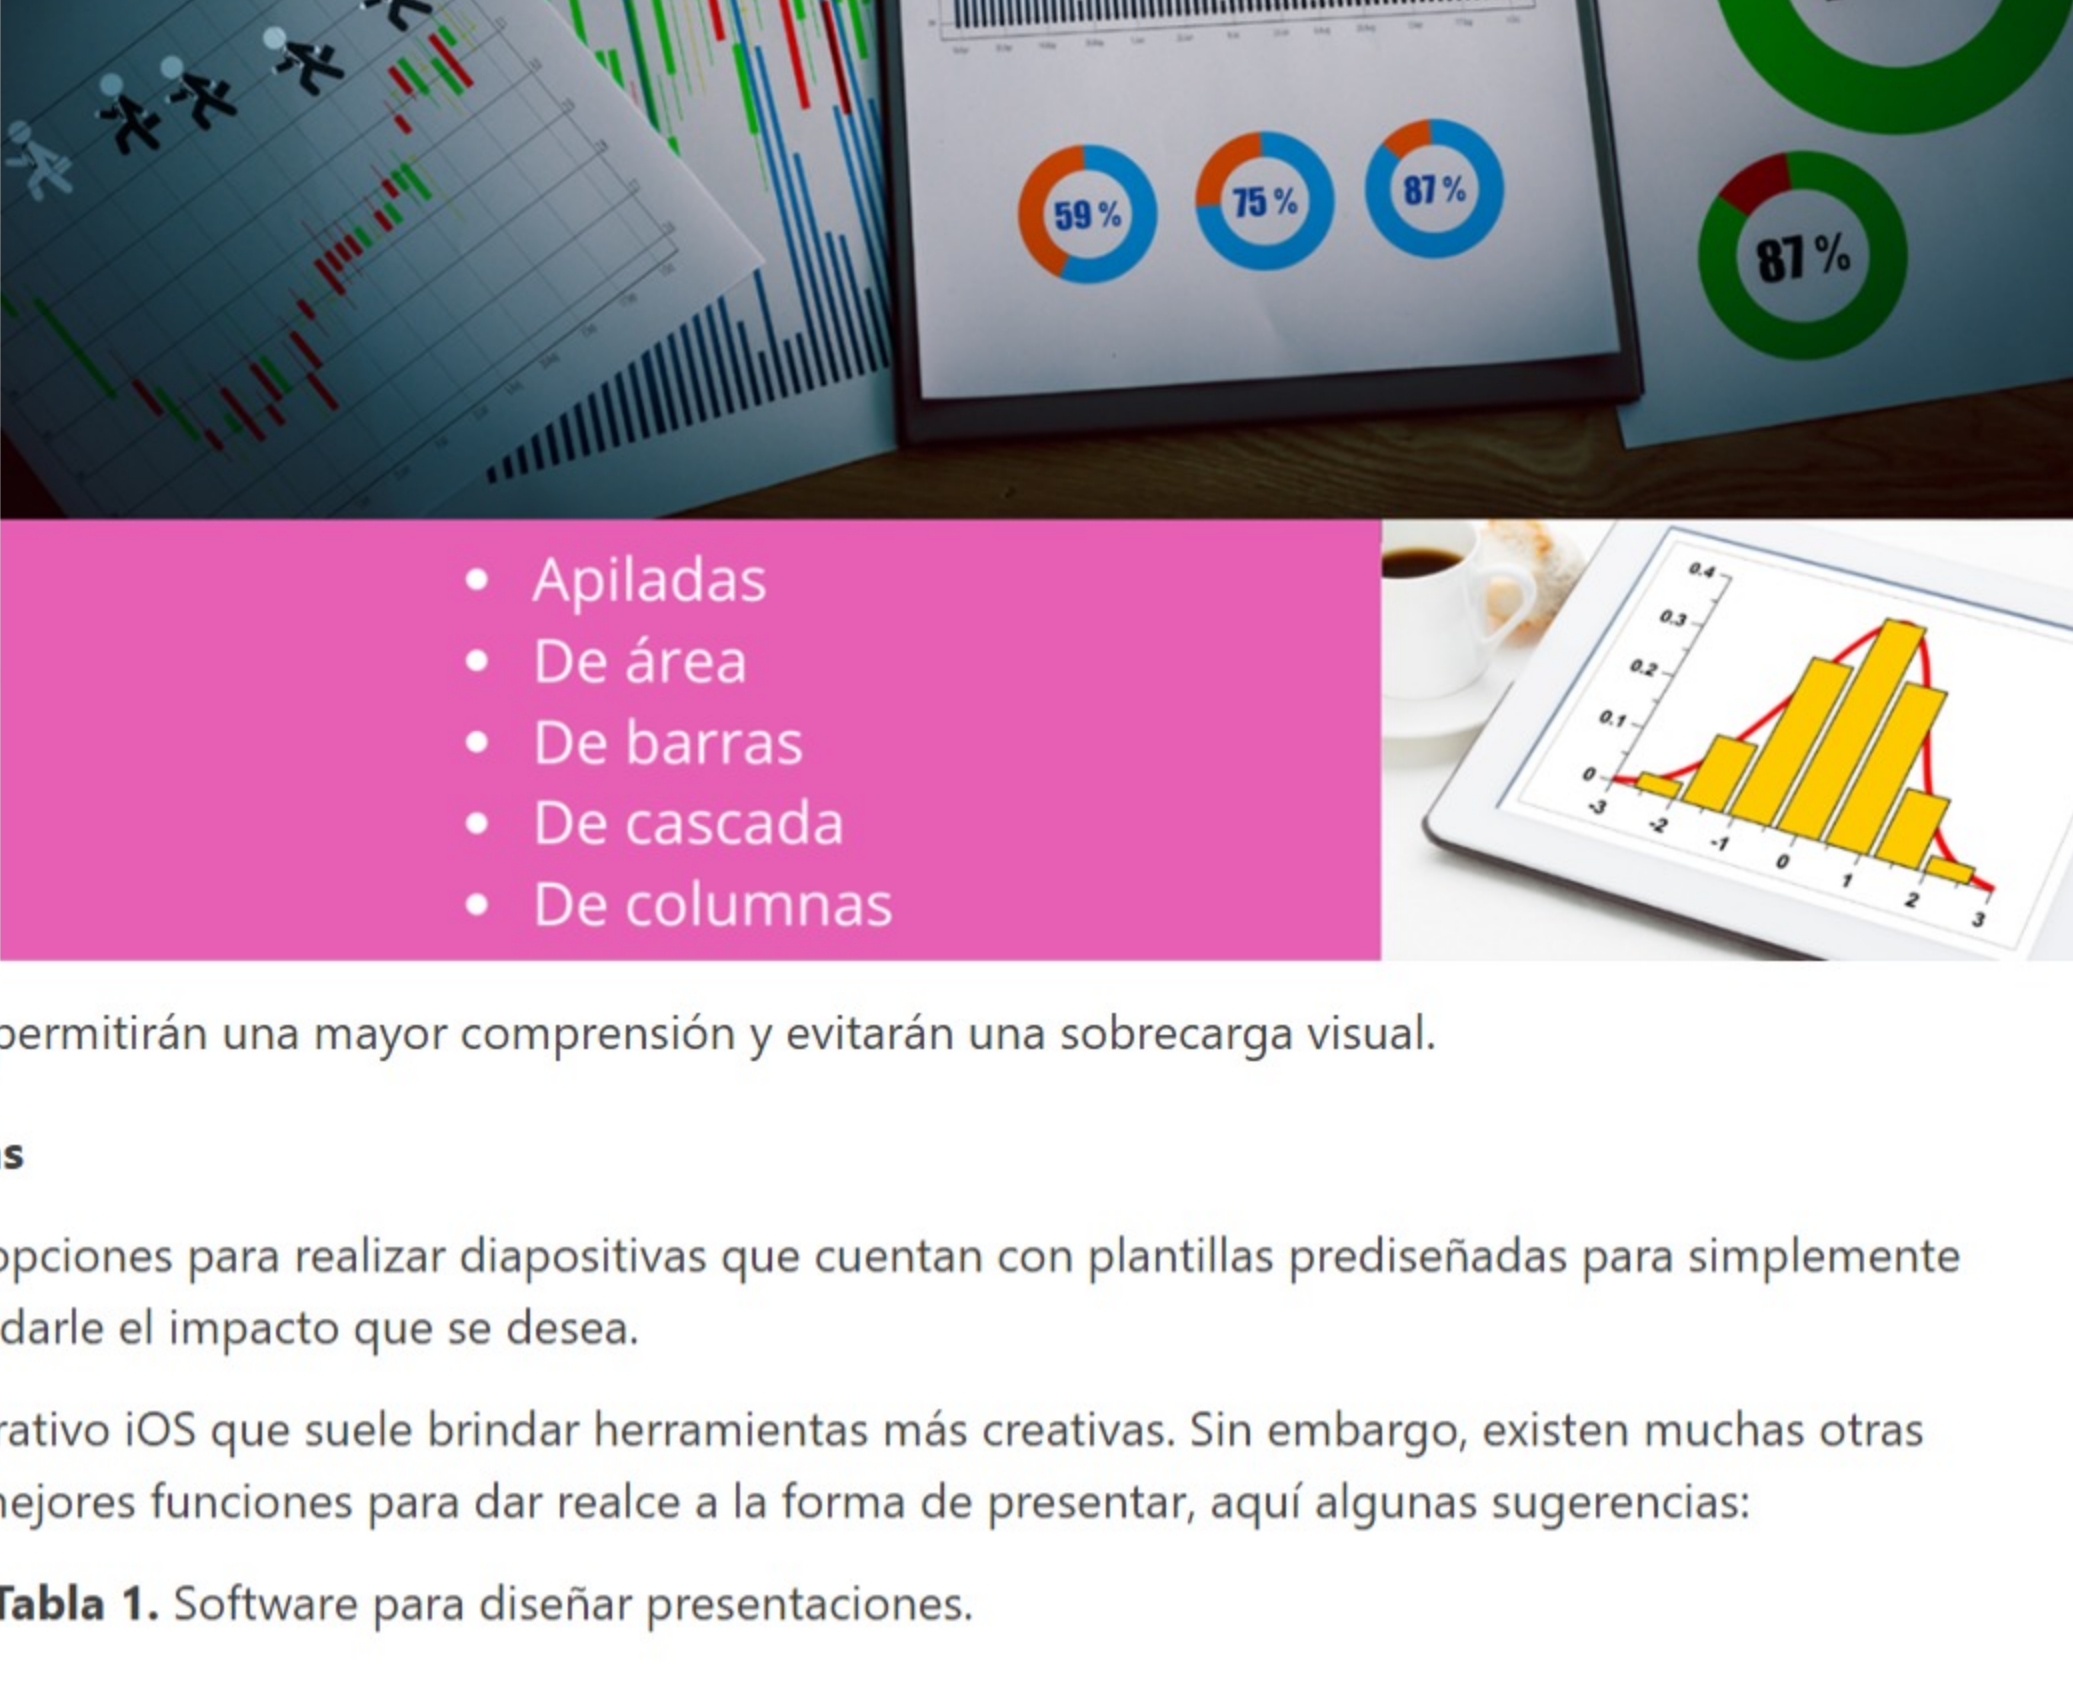 59 %
75 %
87 %
87 %
• Apiladas
• De área
• De barras
• De cascada
• De columnas
0.4
0.3
0.2
0.1
0
-3
-2
-1
0
1
2
3
permitirán una mayor comprensión y evitarán una sobrecarga visual.
s
opciones para realizar diapositivas que cuentan con plantillas prediseñadas para simplemente
darle el impacto que se desea.
rativo iOS que suele brindar herramientas más creativas. Sin embargo, existen muchas otras
nejores funciones para dar realce a la forma de presentar, aquí algunas sugerencias:
Tabla 1. Software para diseñar presentaciones.